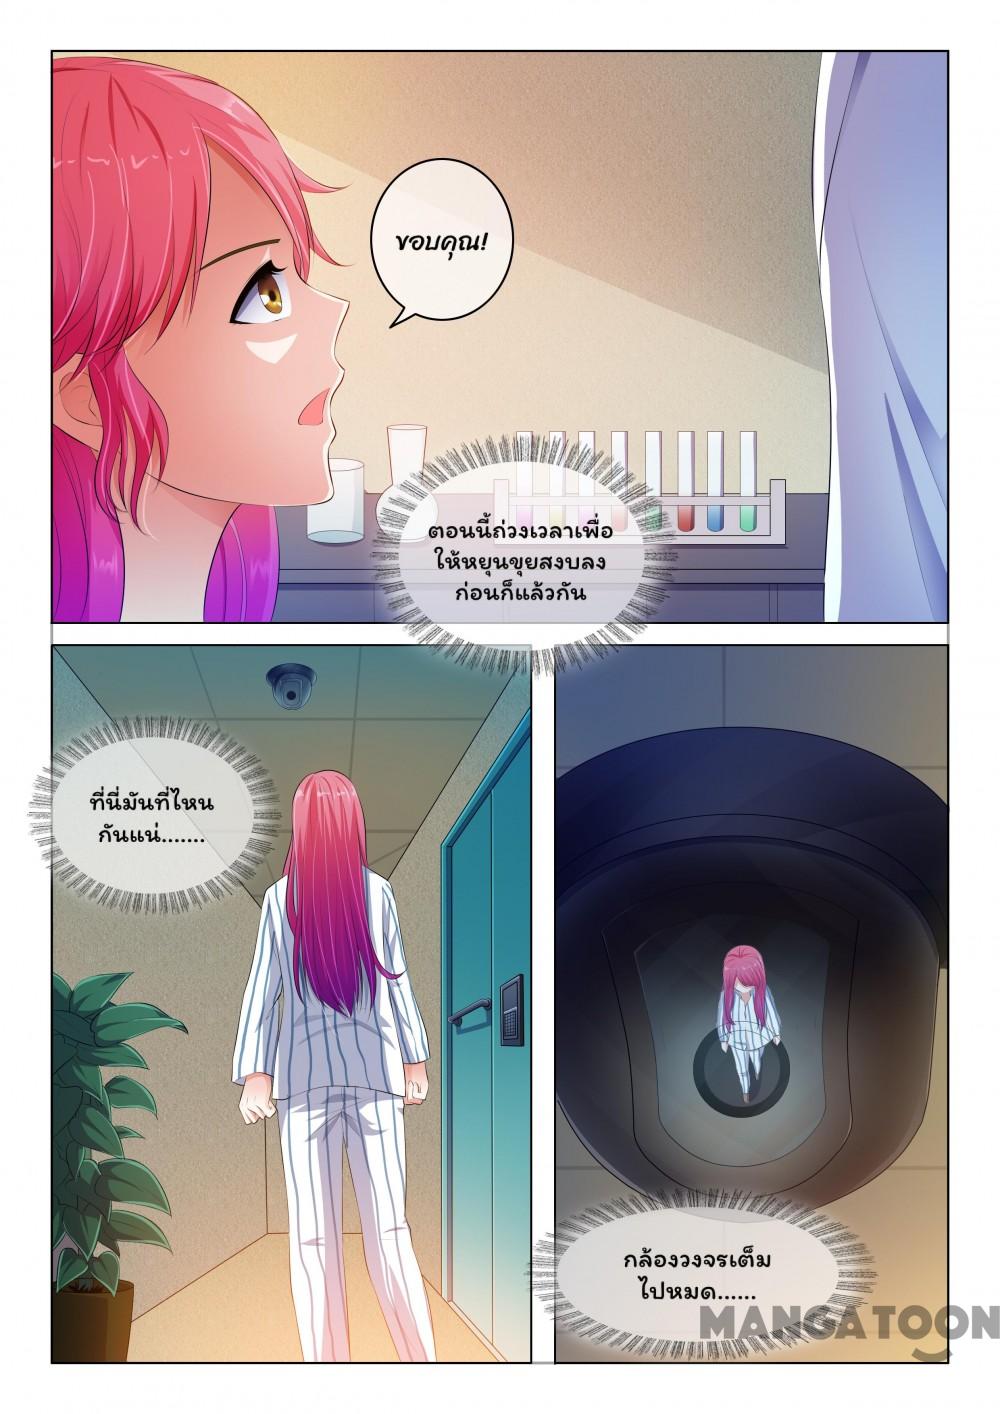 ขอบคุณ!
ตอนนี้ถ่วงเวลาเพื่อ
ให้หยุนขุยสงบลง
ก่อนก็แล้วกัน
ที่นี่มันที่ไหน
กันแน่.......
กล้องวงจรเต็ม
ไปหมด......
MANGATOON